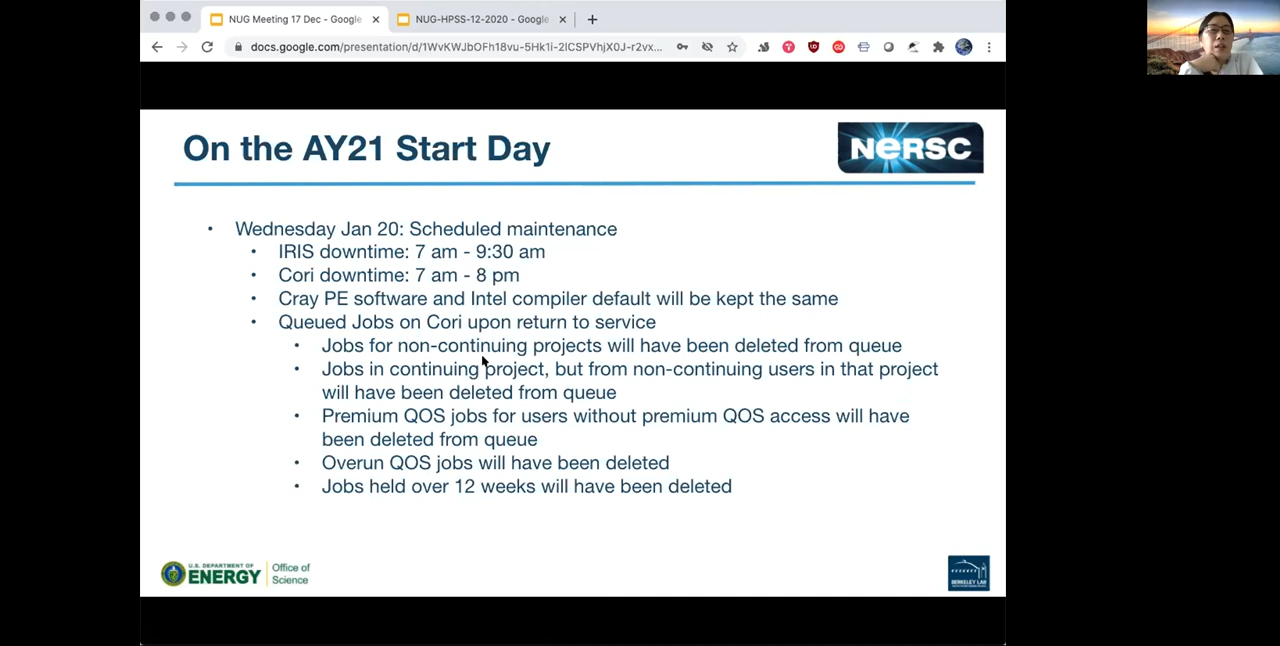 NUG Meeting 17 Dec - Google
NUG-HPSS-12-2020 - Google
docs.google.com/presentation/d/1WvKWJbOFh18vu-5Hk1i-2lCSPVhjX0J-r2vx...
On the AY21 Start Day
NERSC
• Wednesday Jan 20: Scheduled maintenance
• IRIS downtime: 7 am - 9:30 am
• Cori downtime: 7 am - 8 pm
• Cray PE software and Intel compiler default will be kept the same
• Queued Jobs on Cori upon return to service
• Jobs for non-continuing projects will have been deleted from queue
• Jobs in continuing project, but from non-continuing users in that project
will have been deleted from queue
• Premium QOS jobs for users without premium QOS access will have
been deleted from queue
• Overun QOS jobs will have been deleted
• Jobs held over 12 weeks will have been deleted
U.S. DEPARTMENT OF
ENERGY
Office of
Science
BERKELEY LAB